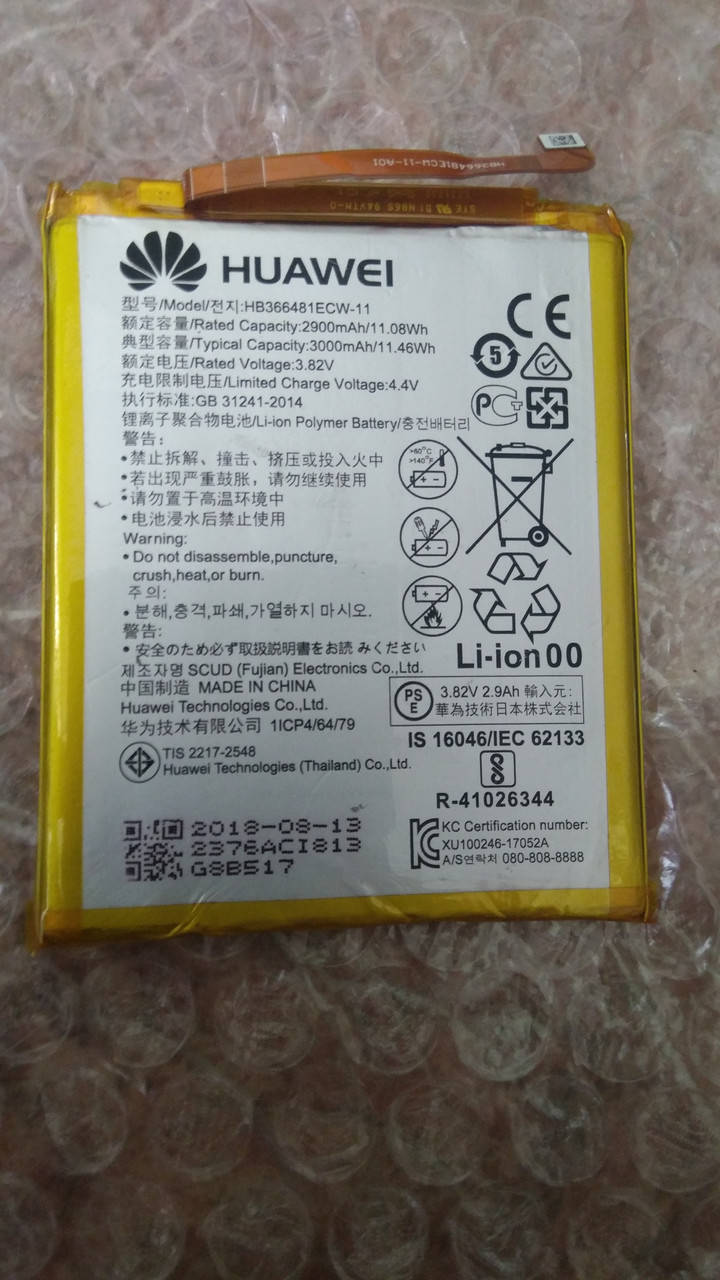 HB366481ECW-11-A01
HUAWEI
型号/Model/전지:HB366481ECW-11
额定容量/Rated Capacity:2900mAh/11.08Wh
典型容量/Typical Capacity:3000mAh/11.46Wh
额定电压/Rated Voltage:3.82V
充电限制电压/Limited Charge Voltage:4.4V
执行标准:GB 31241-2014
锂离子聚合物电池/Li-ion Polymer Battery/충전배터리
CE
5
PCT
警告:
•禁止拆解、撞击、挤压或投入火中
•若出现严重鼓胀，请勿继续使用
•请勿置于高温环境中
•电池浸水后禁止使用
>60°C
>140°F
Warning:
• Do not disassemble,puncture,
crush,heat,or burn.
주의:
• 분해,충격,파쇄,가열하지 마시오.
警告:
• 安全のため必ず取扱説明書をお読みください
Li-ion 00
제조자명 SCUD (Fujian) Electronics Co.,Ltd.
中国制造 MADE IN CHINA
Huawei Technologies Co.,Ltd.
华为技术有限公司 1ICP4/64/79
PS
E
3.82V 2.9Ah 輸入元:
華為技術日本株式会社
TIS 2217-2548
Huawei Technologies (Thailand) Co.,Ltd.
IS 16046/IEC 62133
R-41026344
2018-08-13
2376ACI813
G8B517
KC Certification number:
XU100246-17052A
A/S연락처 080-808-8888